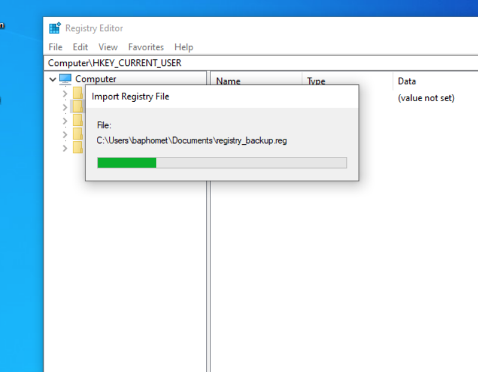 Registry Editor
File Edit View Favorites Help
Computer\HKEY_CURRENT_USER
Computer
Name Type Data
(value not set)
Import Registry File
File:
C:\Users\baphomet\Documents\registry_backup.reg